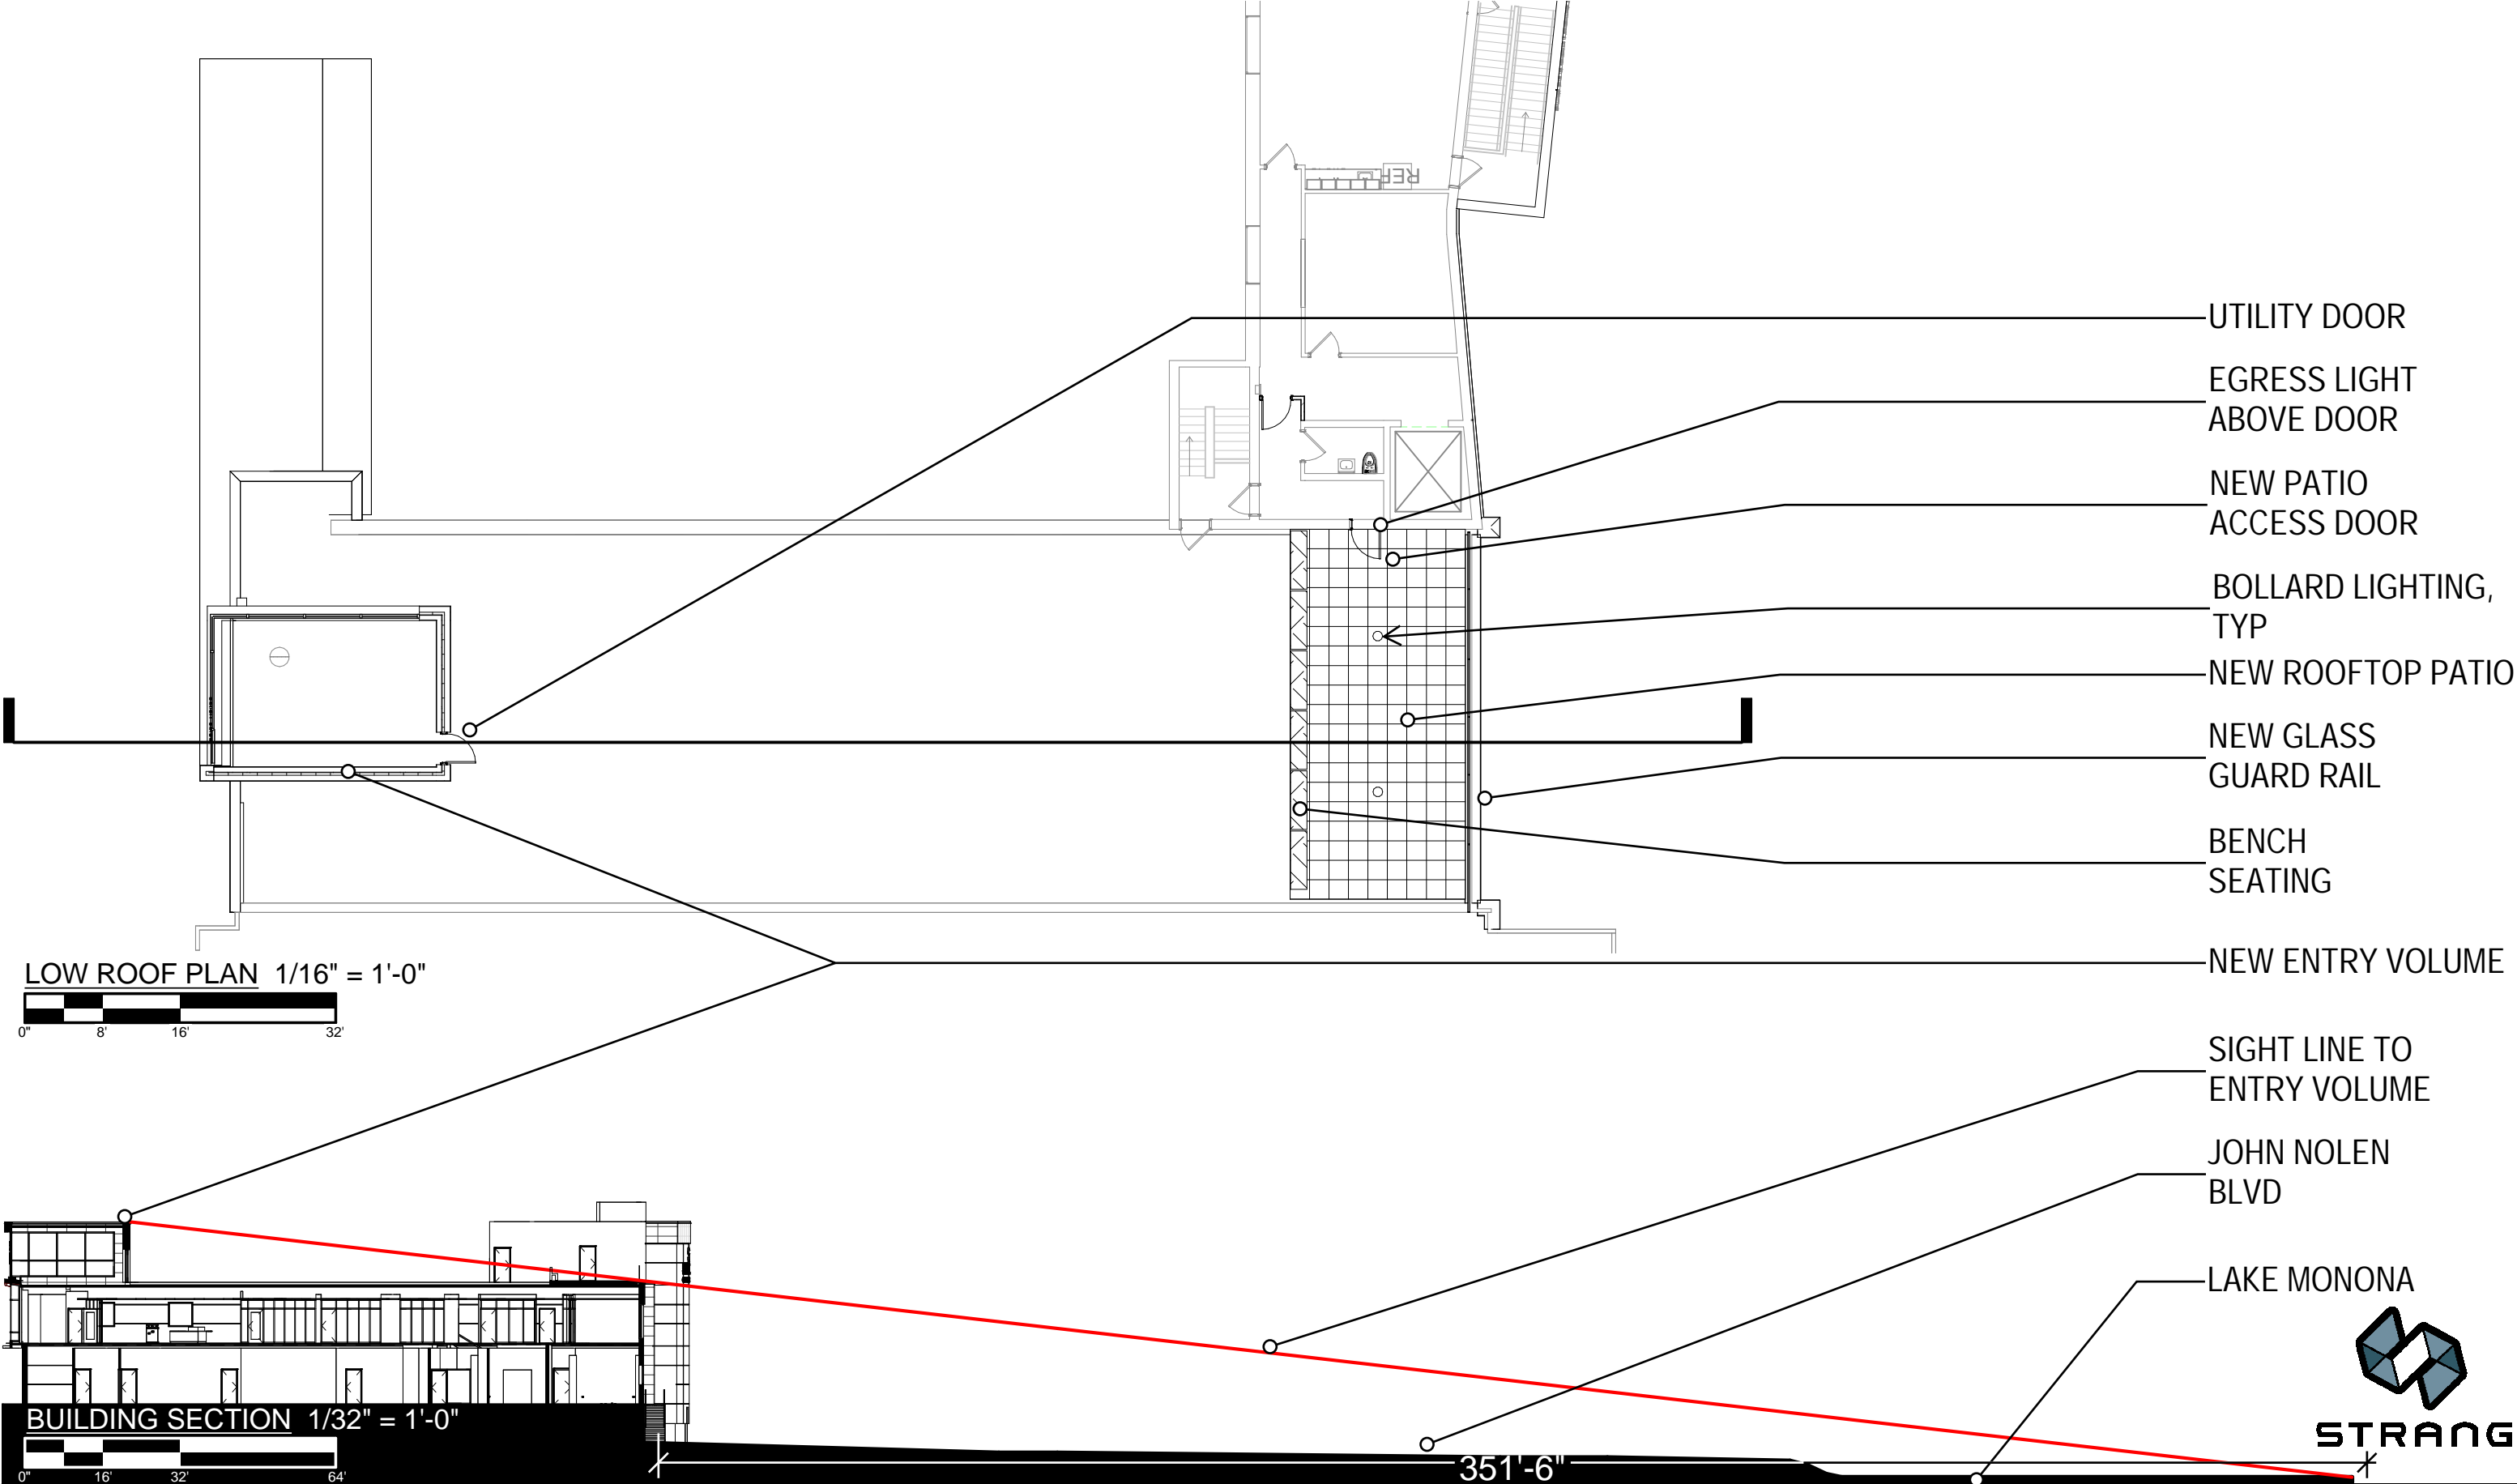 REF
UTILITY DOOR
EGRESS LIGHT
ABOVE DOOR
NEW PATIO
ACCESS DOOR
BOLLARD LIGHTING,
TYP
NEW ROOFTOP PATIO
NEW GLASS
GUARD RAIL
BENCH
SEATING
NEW ENTRY VOLUME
LOW ROOF PLAN 1/16" = 1'-0"
0" 8' 16' 32'
SIGHT LINE TO
ENTRY VOLUME
JOHN NOLEN
BLVD
LAKE MONONA
BUILDING SECTION 1/32" = 1'-0"
0" 16' 32' 64'
351'-6"
STRANG